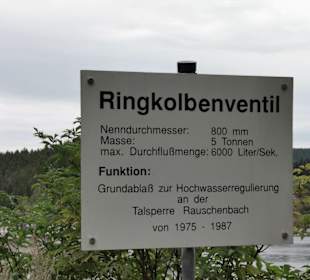 Ringkolbenventil
Nenndurchmesser: 800 mm
Masse: 5 Tonnen
max. Durchflußmenge: 6000 Liter/Sek.
Funktion:
Grundablaß zur Hochwasserregulierung
an der
Talsperre Rauschenbach
von 1975 - 1987